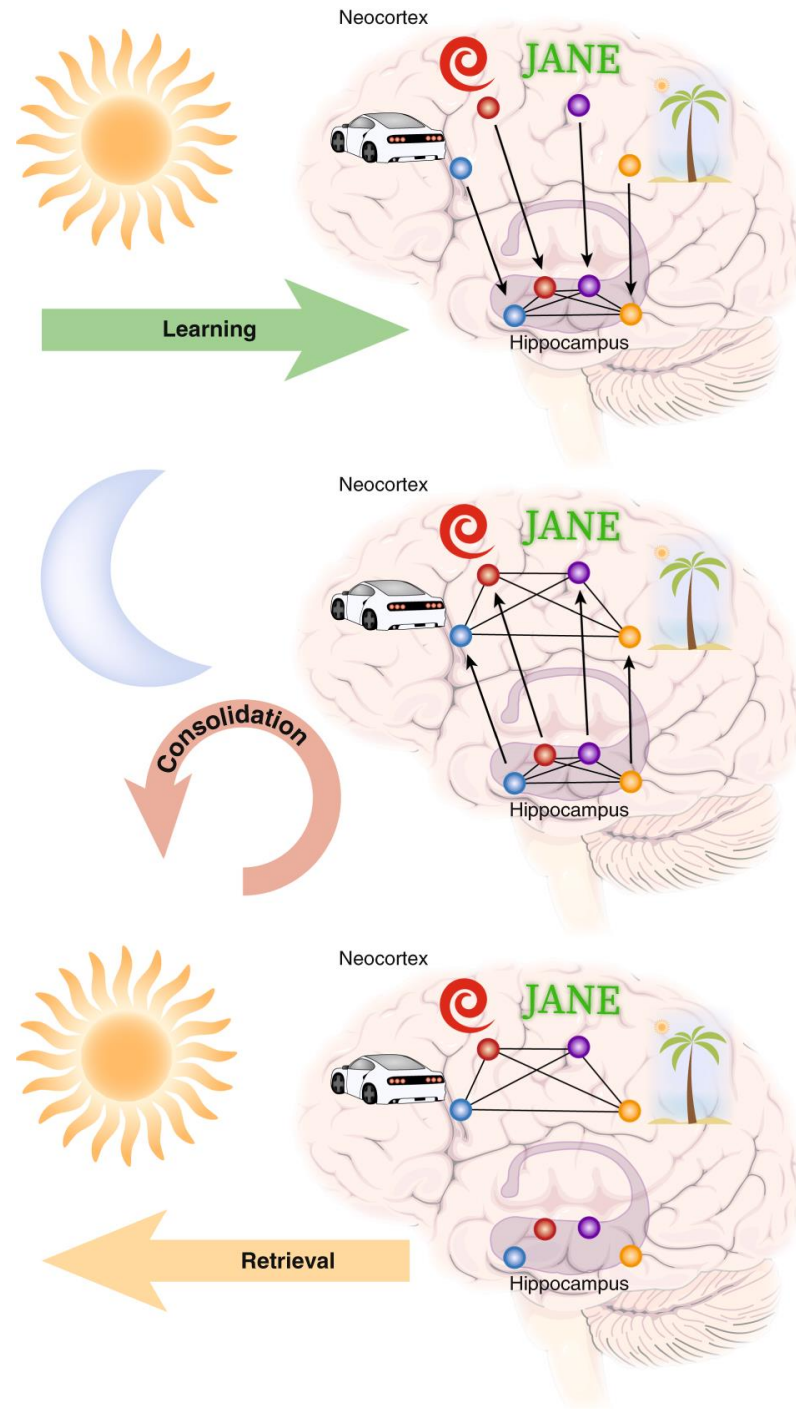 Neocortex
JANE
Learning
Hippocampus
Neocortex
JANE
Consolidation
Hippocampus
Neocortex
JANE
Retrieval
Hippocampus